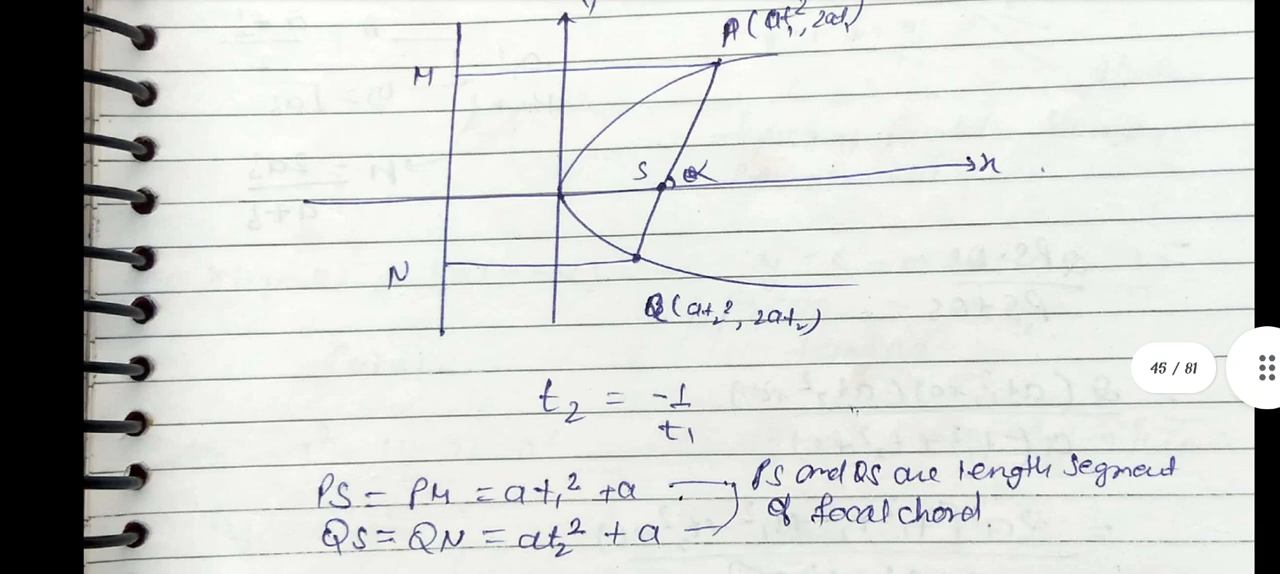 P(at₁², 2at₁)
M
S α
x
N
Q(at₂², 2at₂)
45 / 81
t₂ = -1/t₁
PS = PM = at₁² + a
QS = QN = at₂² + a
PS and QS are length segment
of focal chord.